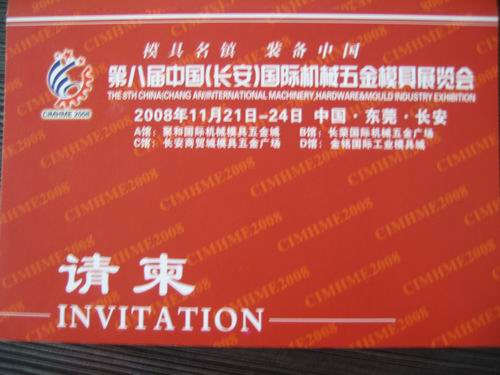 模具名镇 装备中国
第八届中国(长安)国际机械五金模具展览会
THE 8TH CHINA(CHANG AN)INTERNATIONAL MACHINERY,HARDWARE&MOULD INDUSTRY EXHIBITION
CIMHME 2008
2008年11月21日-24日 中国·东莞·长安
A馆：聚和国际机械模具五金城 B馆：长荣国际机械五金广场
C馆：长安商贸城模具五金广场 D馆：金铭国际工业模具城
请柬
INVITATION
CIMHME2008